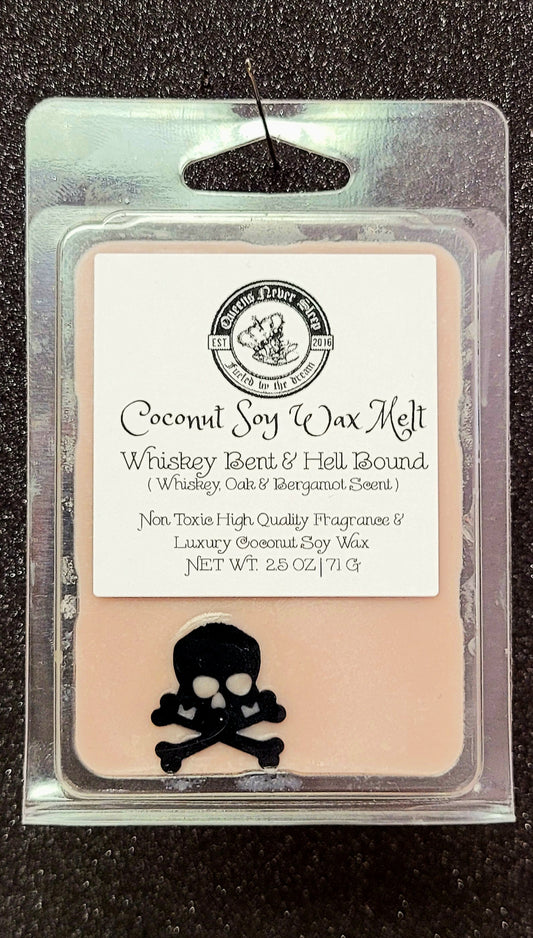 Queens Never Sleep
EST 2016
Fueled by the dream
Coconut Soy Wax Melt
Whiskey Bent & Hell Bound
( Whiskey, Oak & Bergamot Scent )
Non Toxic High Quality Fragrance &
Luxury Coconut Soy Wax
NET WT. 2.5 OZ | 71 G